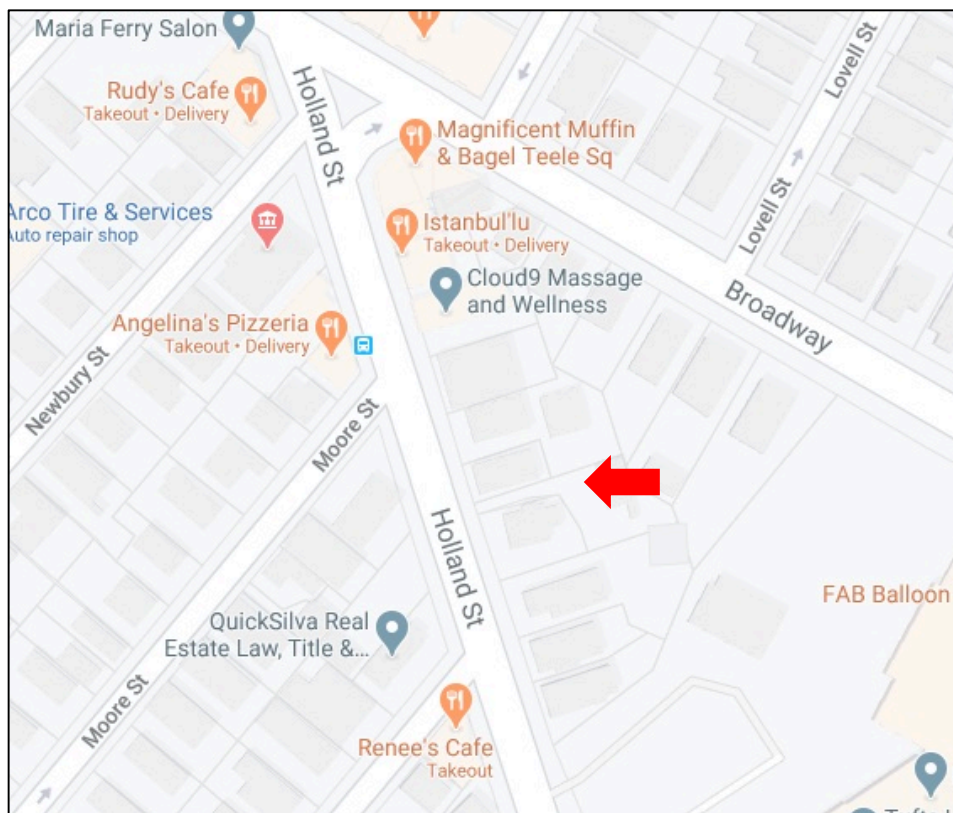 Maria Ferry Salon
Rudy's Cafe
Takeout • Delivery
Holland St
Magnificent Muffin
& Bagel Teele Sq
Lovell St
Arco Tire & Services
Auto repair shop
Istanbul'lu
Takeout • Delivery
Lovell St
Cloud9 Massage
and Wellness
Broadway
Angelina's Pizzeria
Takeout • Delivery
Newbury St
Moore St
Holland St
FAB Balloon
QuickSilva Real
Estate Law, Title &...
Moore St
Renee's Cafe
Takeout